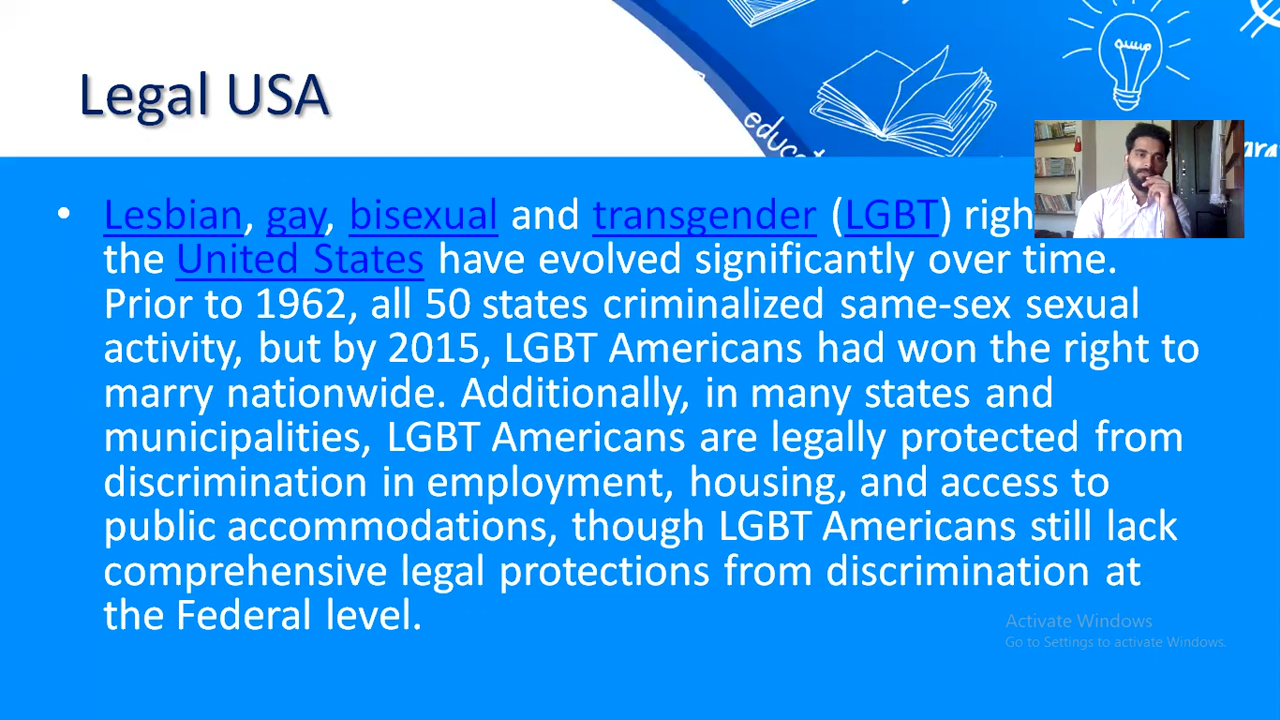 Legal USA
educat
• Lesbian, gay, bisexual and transgender (LGBT) righ
the United States have evolved significantly over time.
Prior to 1962, all 50 states criminalized same-sex sexual
activity, but by 2015, LGBT Americans had won the right to
marry nationwide. Additionally, in many states and
municipalities, LGBT Americans are legally protected from
discrimination in employment, housing, and access to
public accommodations, though LGBT Americans still lack
comprehensive legal protections from discrimination at
the Federal level.
Activate Windows
Go to Settings to activate Windows.